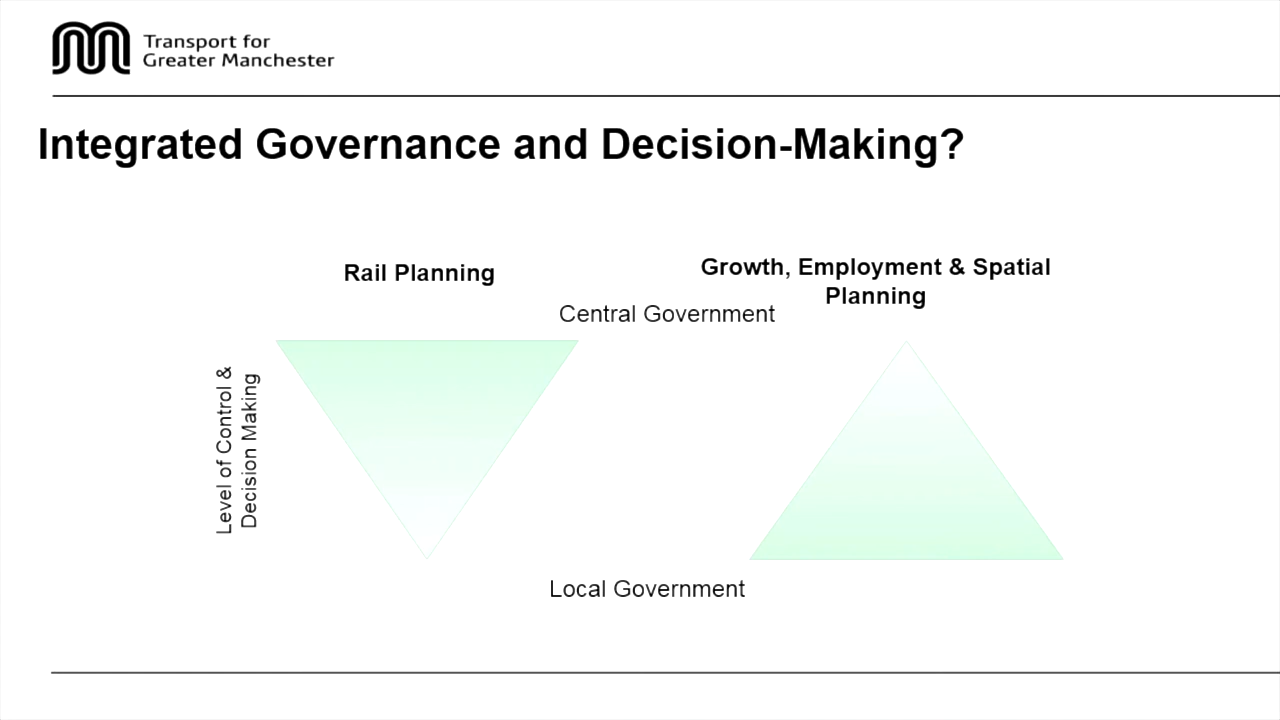 Transport for
Greater Manchester
Integrated Governance and Decision-Making?
Rail Planning
Growth, Employment & Spatial
Planning
Central Government
Level of Control &
Decision Making
Local Government